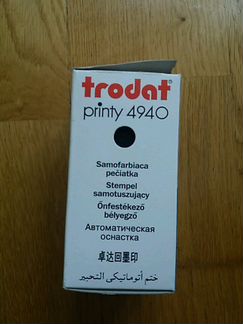 trodat
printy 4940
Samofarbiaca
pečiatka
Stempel
samotuszujący
Önfestékező
bélyegző
Автоматическая
оснастка
卓达回墨印
ختم أتوماتيكي التحبير